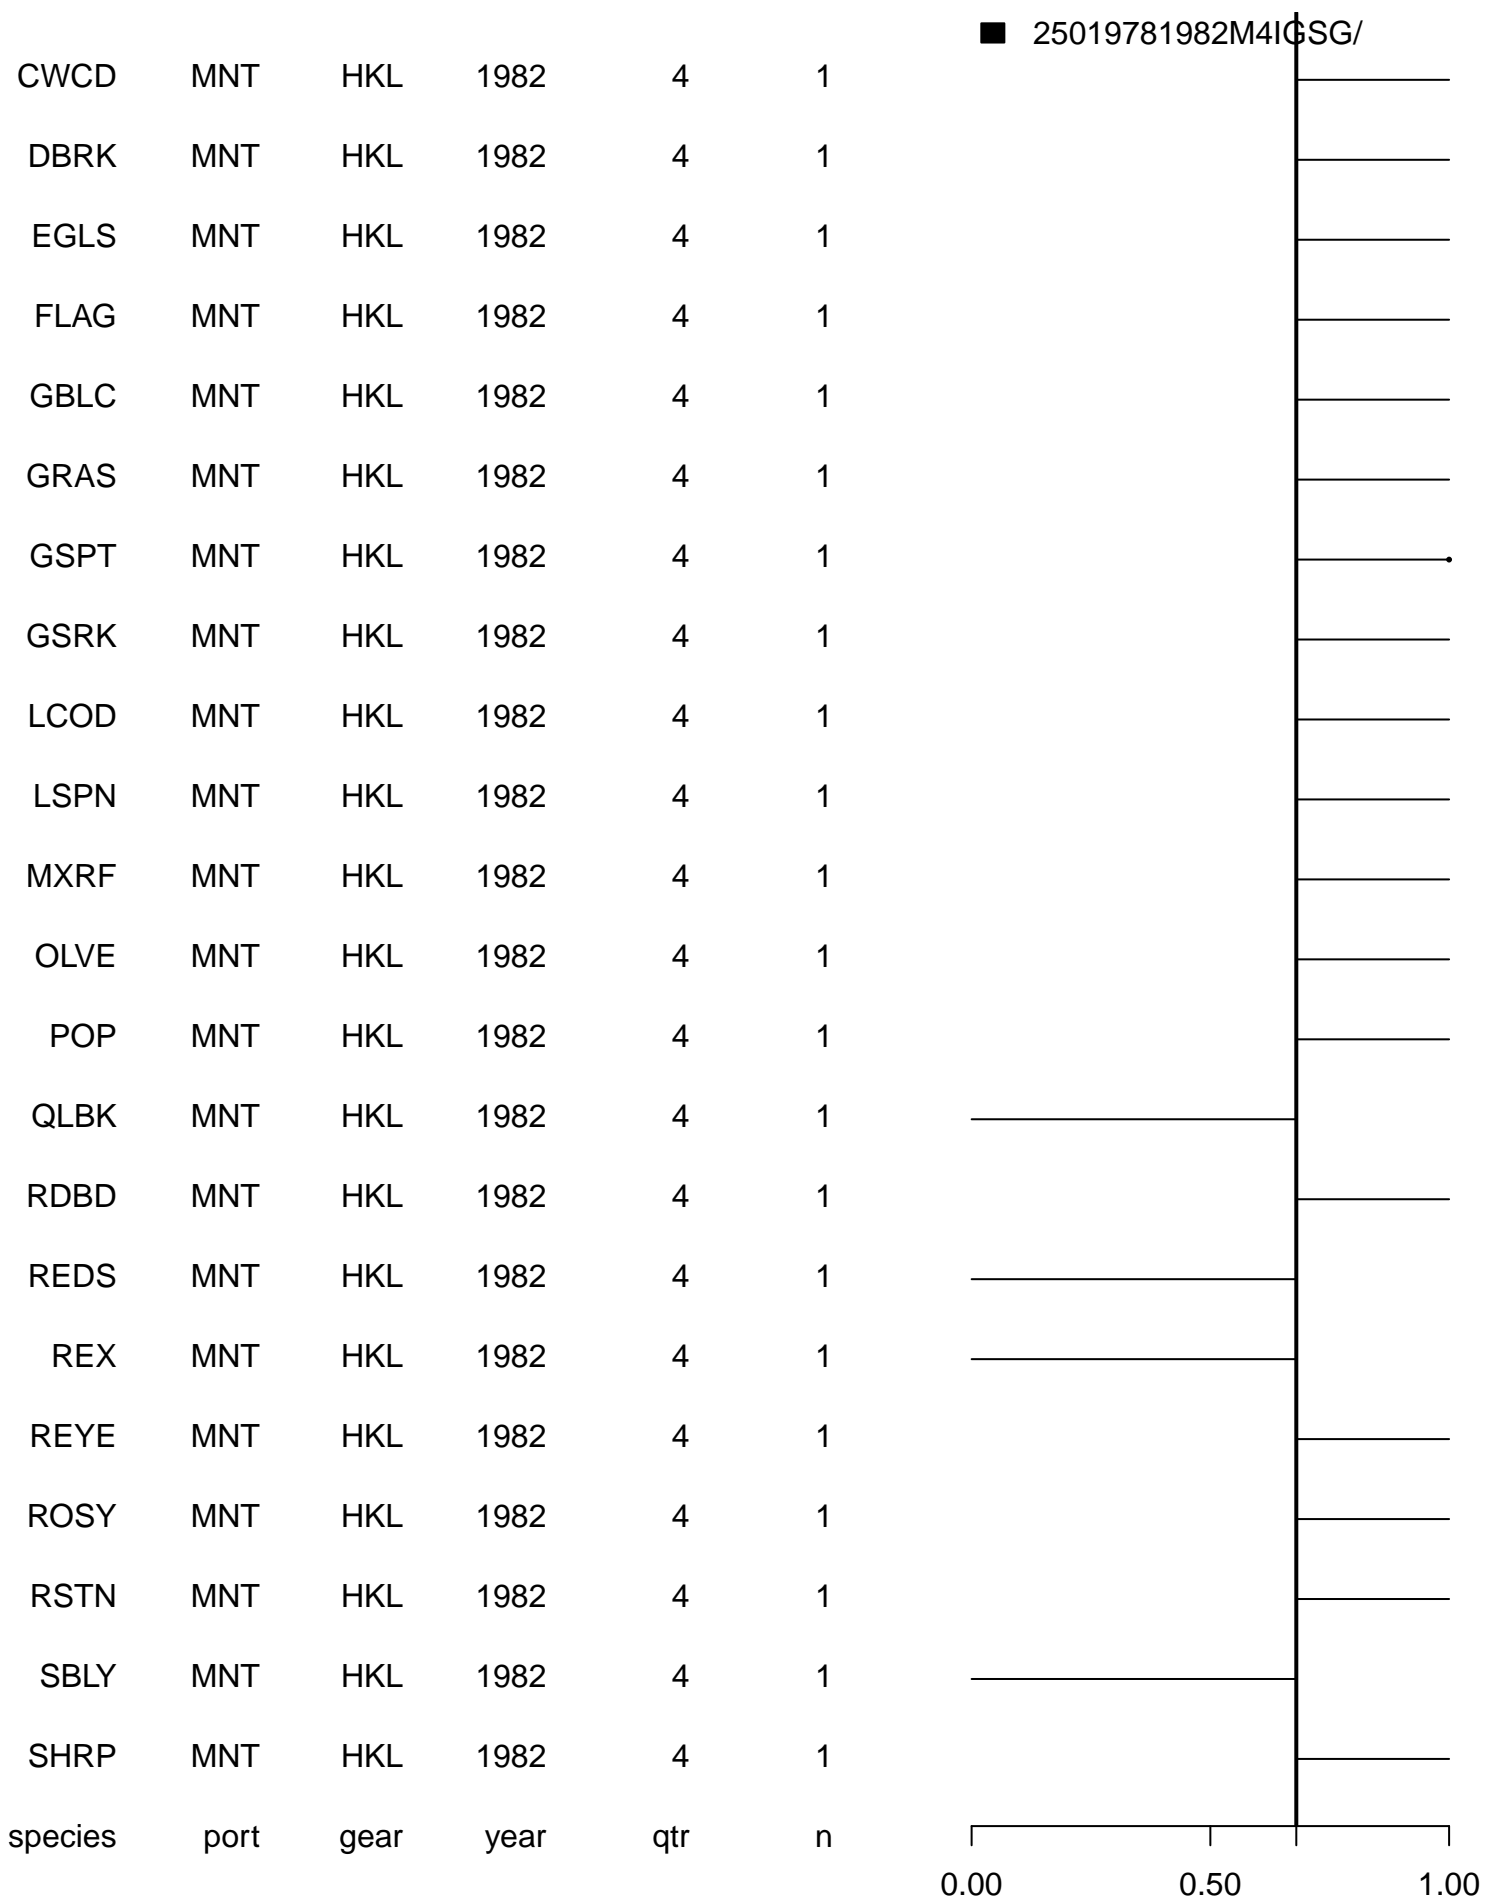 25019781982M4IGSG/
CWCD MNT HKL 1982 4 1
DBRK MNT HKL 1982 4 1
EGLS MNT HKL 1982 4 1
FLAG MNT HKL 1982 4 1
GBLC MNT HKL 1982 4 1
GRAS MNT HKL 1982 4 1
GSPT MNT HKL 1982 4 1
GSRK MNT HKL 1982 4 1
LCOD MNT HKL 1982 4 1
LSPN MNT HKL 1982 4 1
MXRF MNT HKL 1982 4 1
OLVE MNT HKL 1982 4 1
POP MNT HKL 1982 4 1
QLBK MNT HKL 1982 4 1
RDBD MNT HKL 1982 4 1
REDS MNT HKL 1982 4 1
REX MNT HKL 1982 4 1
REYE MNT HKL 1982 4 1
ROSY MNT HKL 1982 4 1
RSTN MNT HKL 1982 4 1
SBLY MNT HKL 1982 4 1
SHRP MNT HKL 1982 4 1
species port gear year qtr n
0.00 0.50 1.00